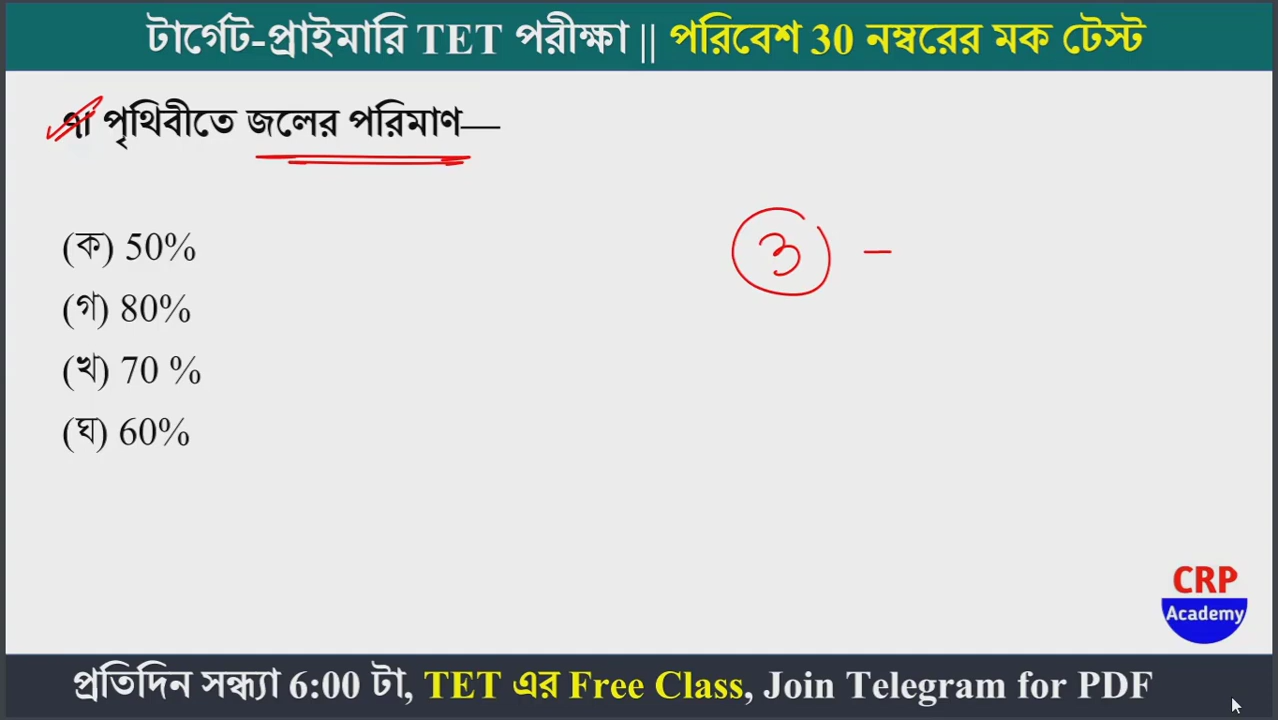 টার্গেট-প্রাইমারি TET পরীক্ষা || পরিবেশ 30 নম্বরের মক টেস্ট
পৃথিবীতে জলের পরিমাণ—
(ক) 50%
(গ) 80%
(খ) 70 %
(ঘ) 60%
3 –
CRP
Academy
প্রতিদিন সন্ধ্যা 6:00 টা, TET এর Free Class, Join Telegram for PDF